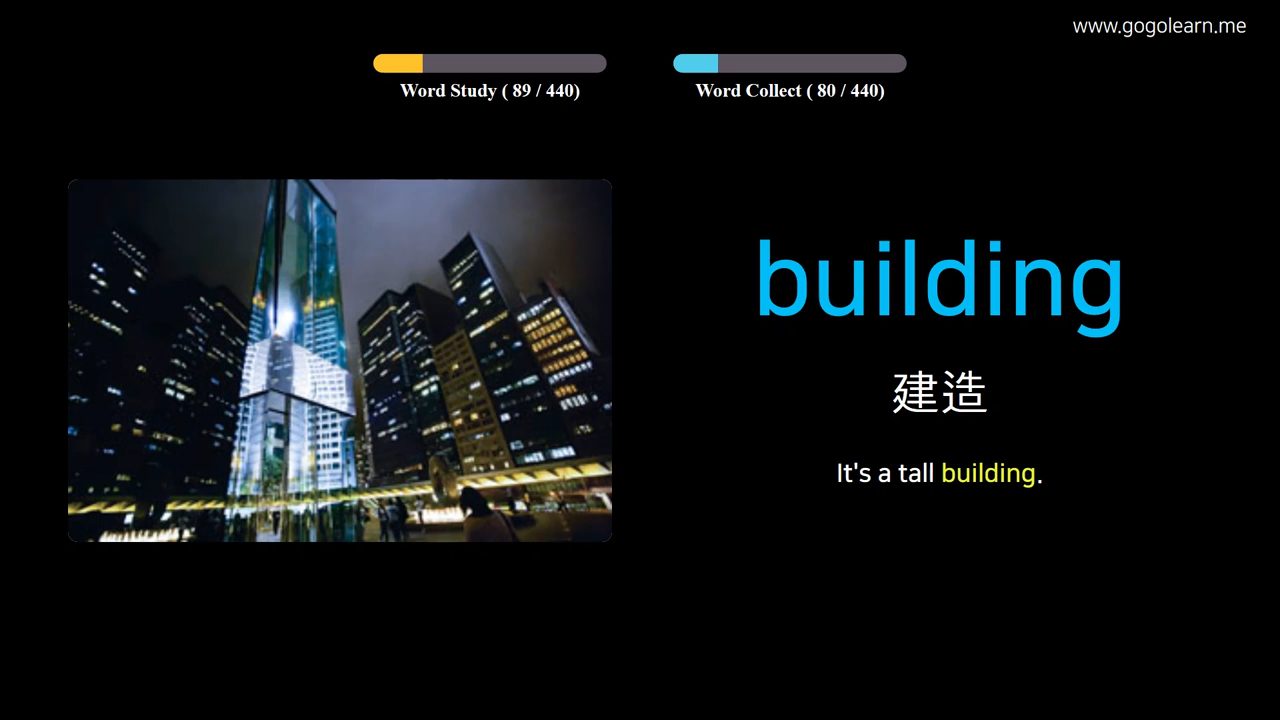 www.gogolearn.me
Word Study ( 89 / 440)
Word Collect ( 80 / 440)
building
建造
It's a tall building.